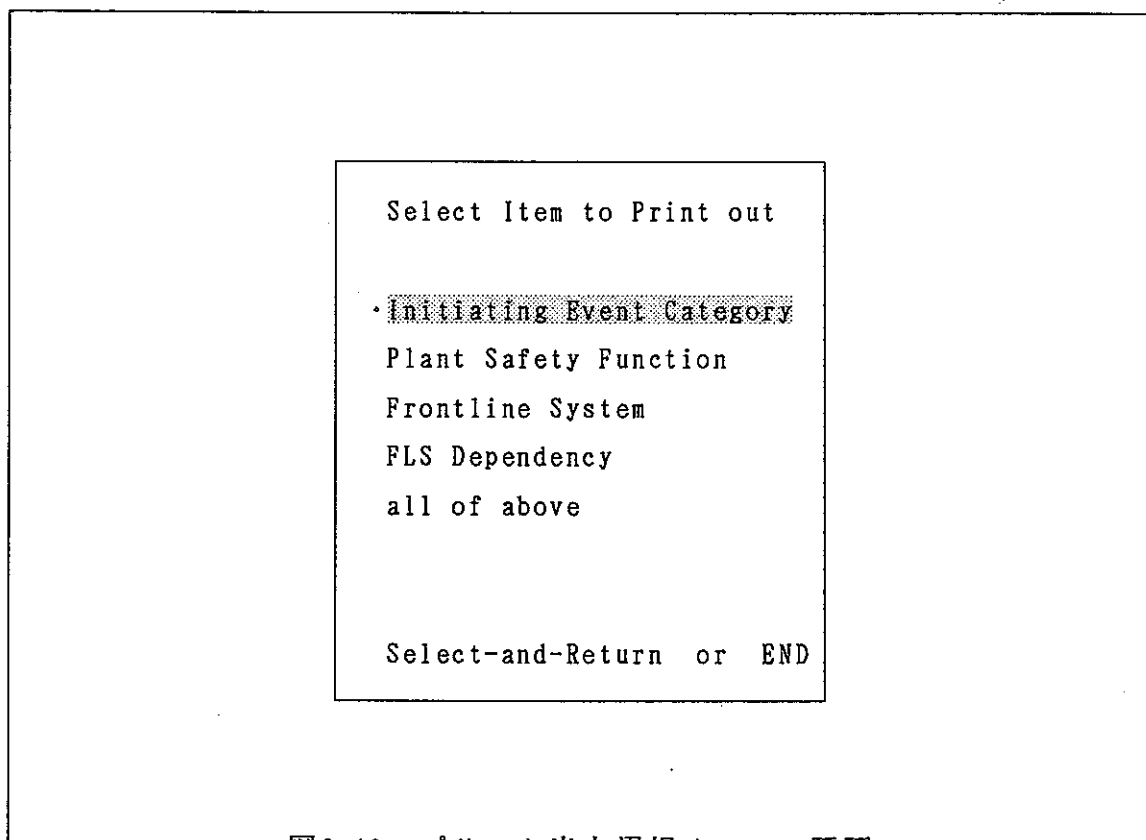 Select Item to Print out
Initiating Event Category
Plant Safety Function
Frontline System
FLS Dependency
all of above
Select-and-Return or END